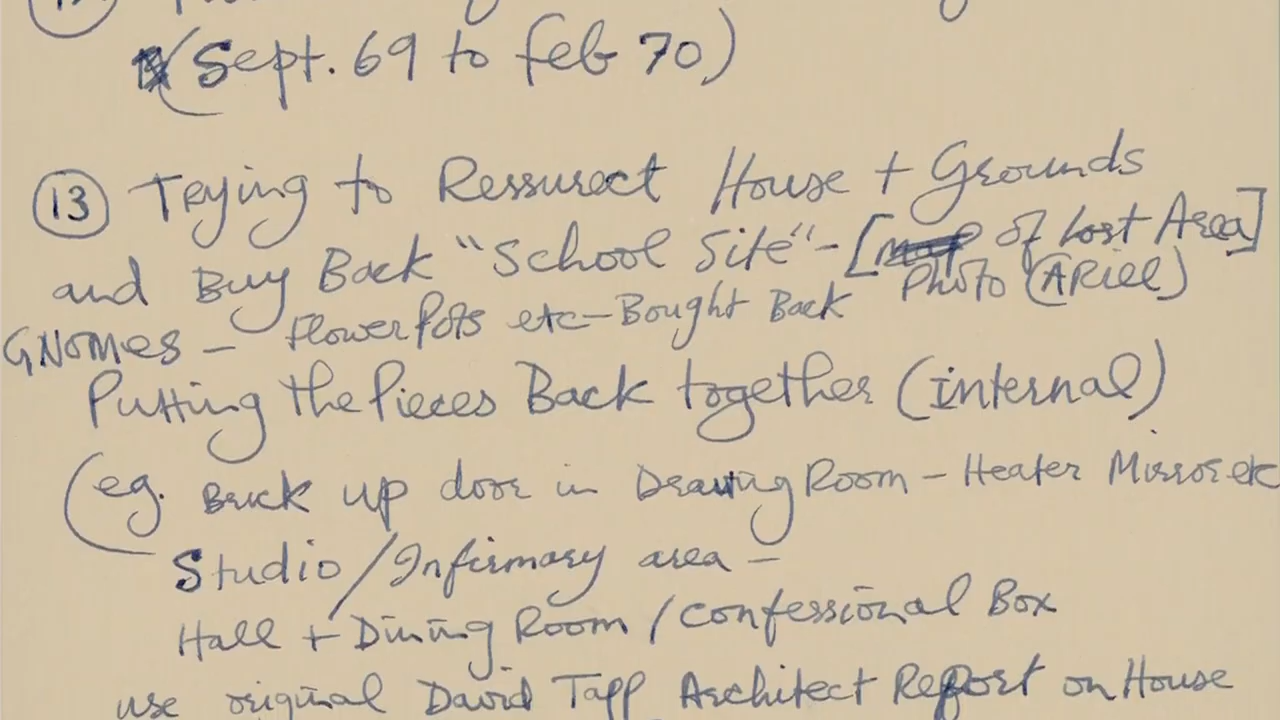 (Sept. 69 to Feb 70)
(13) Trying to Ressurect House + Grounds
and Buy Back "School Site" - [ of lost Area]
Photo (ARiel)
GNOMES - Flower Pots etc - Bought Back
Putting the Pieces Back together (internal)
(eg. Brick up door in Drawing Room - Heater Mirror etc
Studio/Infirmary area -
Hall + Dining Room / Confessional Box
use original David Tapp Architect Report on House